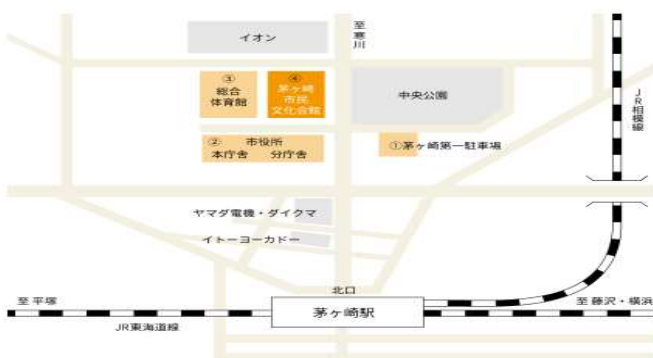 イオン
至寒川
③
総合
体育館
④
茅ヶ崎
市民
文化会館
中央公園
JR相模線
② 市役所
本庁舎 分庁舎
①茅ヶ崎第一駐車場
ヤマダ電機・ダイクマ
イトーヨーカドー
北口
至平塚
茅ヶ崎駅
至藤沢・横浜
JR東海道線